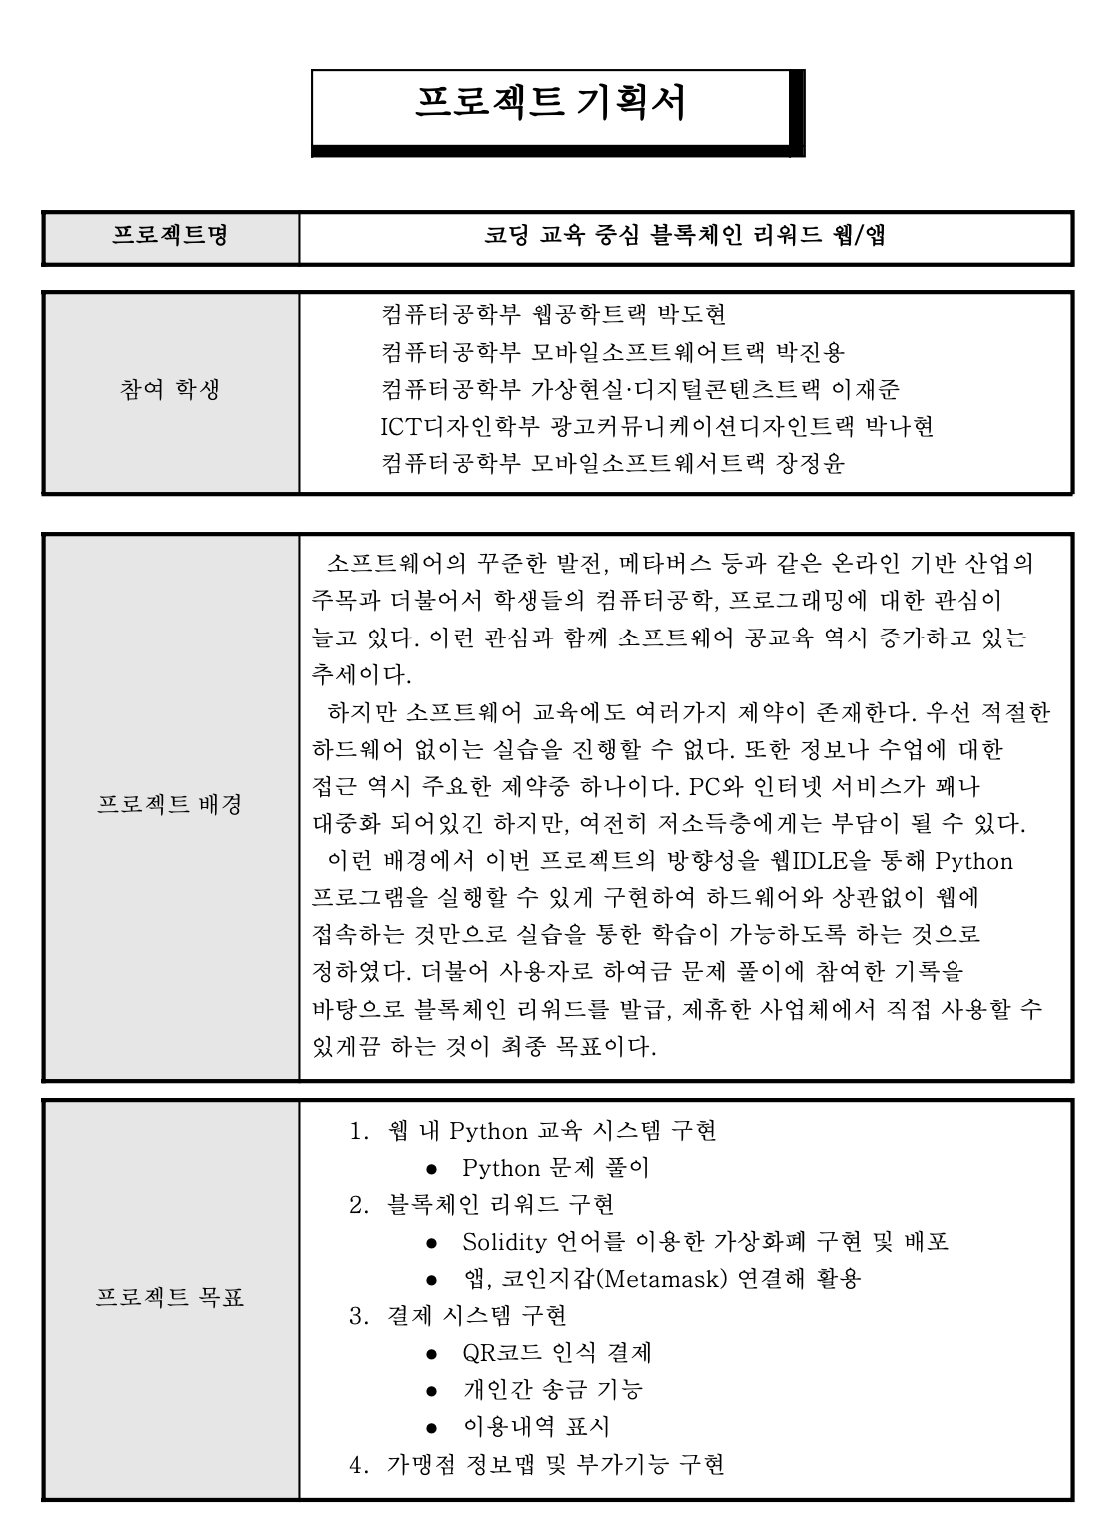 프로젝트 기획서
프로젝트명
코딩 교육 중심 블록체인 리워드 웹/앱
참여 학생
컴퓨터공학부 웹공학트랙 박도현
컴퓨터공학부 모바일소프트웨어트랙 박진용
컴퓨터공학부 가상현실·디지털콘텐츠트랙 이재준
ICT디자인학부 광고커뮤니케이션디자인트랙 박나현
컴퓨터공학부 모바일소프트웨서트랙 장정윤
프로젝트 배경
소프트웨어의 꾸준한 발전, 메타버스 등과 같은 온라인 기반 산업의
주목과 더불어서 학생들의 컴퓨터공학, 프로그래밍에 대한 관심이
늘고 있다. 이런 관심과 함께 소프트웨어 공교육 역시 증가하고 있는
추세이다.
하지만 소프트웨어 교육에도 여러가지 제약이 존재한다. 우선 적절한
하드웨어 없이는 실습을 진행할 수 없다. 또한 정보나 수업에 대한
접근 역시 주요한 제약중 하나이다. PC와 인터넷 서비스가 꽤나
대중화 되어있긴 하지만, 여전히 저소득층에게는 부담이 될 수 있다.
이런 배경에서 이번 프로젝트의 방향성을 웹IDLE을 통해 Python
프로그램을 실행할 수 있게 구현하여 하드웨어와 상관없이 웹에
접속하는 것만으로 실습을 통한 학습이 가능하도록 하는 것으로
정하였다. 더불어 사용자로 하여금 문제 풀이에 참여한 기록을
바탕으로 블록체인 리워드를 발급, 제휴한 사업체에서 직접 사용할 수
있게끔 하는 것이 최종 목표이다.
프로젝트 목표
1. 웹 내 Python 교육 시스템 구현
● Python 문제 풀이
2. 블록체인 리워드 구현
● Solidity 언어를 이용한 가상화폐 구현 및 배포
● 앱, 코인지갑(Metamask) 연결해 활용
3. 결제 시스템 구현
● QR코드 인식 결제
● 개인간 송금 기능
● 이용내역 표시
4. 가맹점 정보맵 및 부가기능 구현